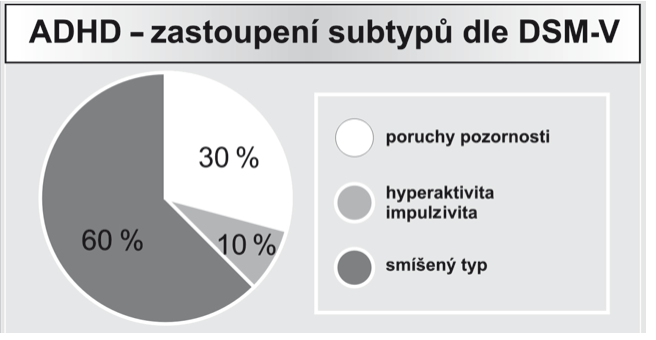 ADHD – zastoupení subtypů dle DSM-V
30 %
10 %
60 %
poruchy pozornosti
hyperaktivita
impulzivita
smíšený typ